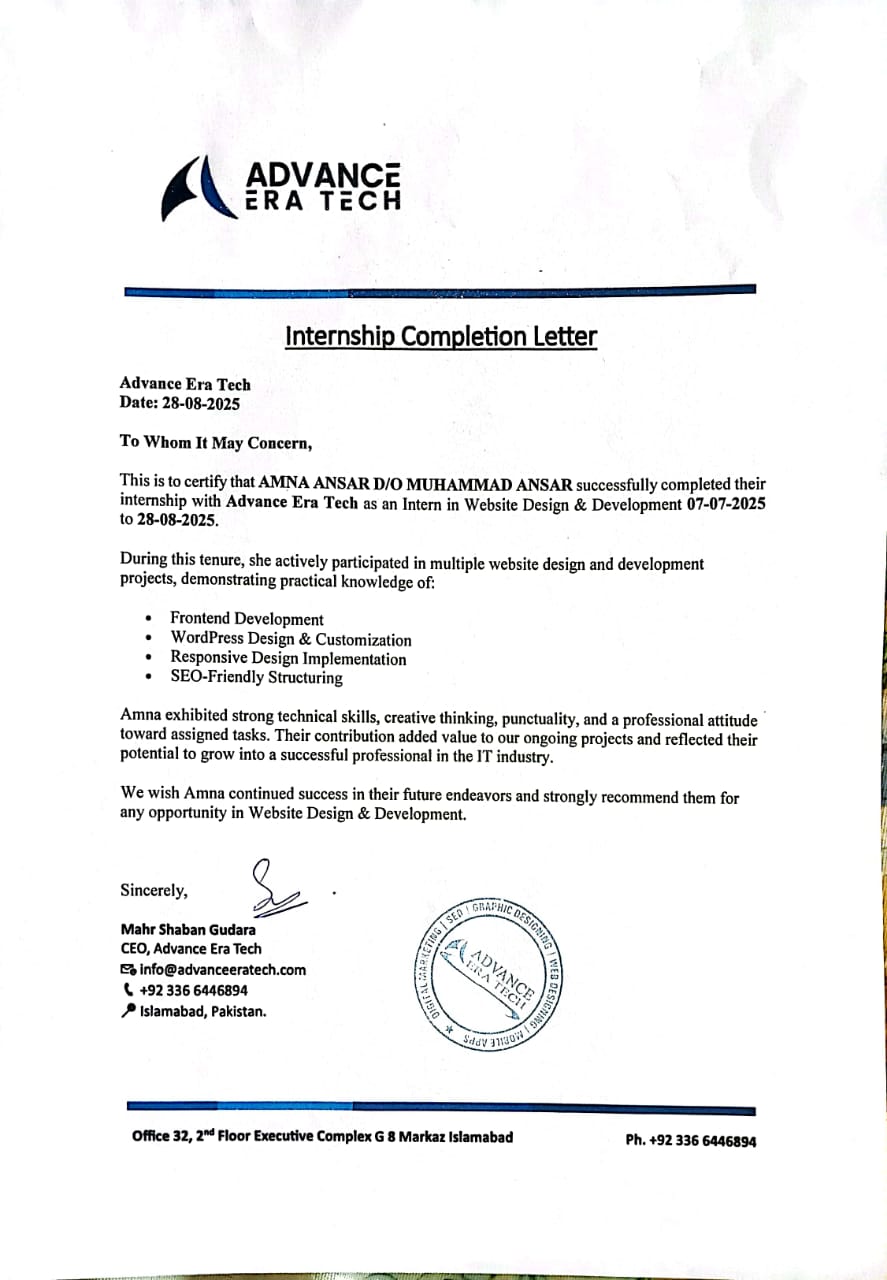 ADVANCE
ERA TECH
Internship Completion Letter
Advance Era Tech
Date: 28-08-2025
To Whom It May Concern,
This is to certify that AMNA ANSAR D/O MUHAMMAD ANSAR successfully completed their
internship with Advance Era Tech as an Intern in Website Design & Development 07-07-2025
to 28-08-2025.
During this tenure, she actively participated in multiple website design and development
projects, demonstrating practical knowledge of:
• Frontend Development
• WordPress Design & Customization
• Responsive Design Implementation
• SEO-Friendly Structuring
Amna exhibited strong technical skills, creative thinking, punctuality, and a professional attitude
toward assigned tasks. Their contribution added value to our ongoing projects and reflected their
potential to grow into a successful professional in the IT industry.
We wish Amna continued success in their future endeavors and strongly recommend them for
any opportunity in Website Design & Development.
Sincerely,
Mahr Shaban Gudara
CEO, Advance Era Tech
info@advanceeratech.com
+92 336 6446894
Islamabad, Pakistan.
DIGITAL MARKETING | SEO | GRAPHIC DESIGNING | WEB DESIGNING | MOBILE APPS
ADVANCE
ERA TECH
Office 32, 2nd Floor Executive Complex G 8 Markaz Islamabad
Ph. +92 336 6446894